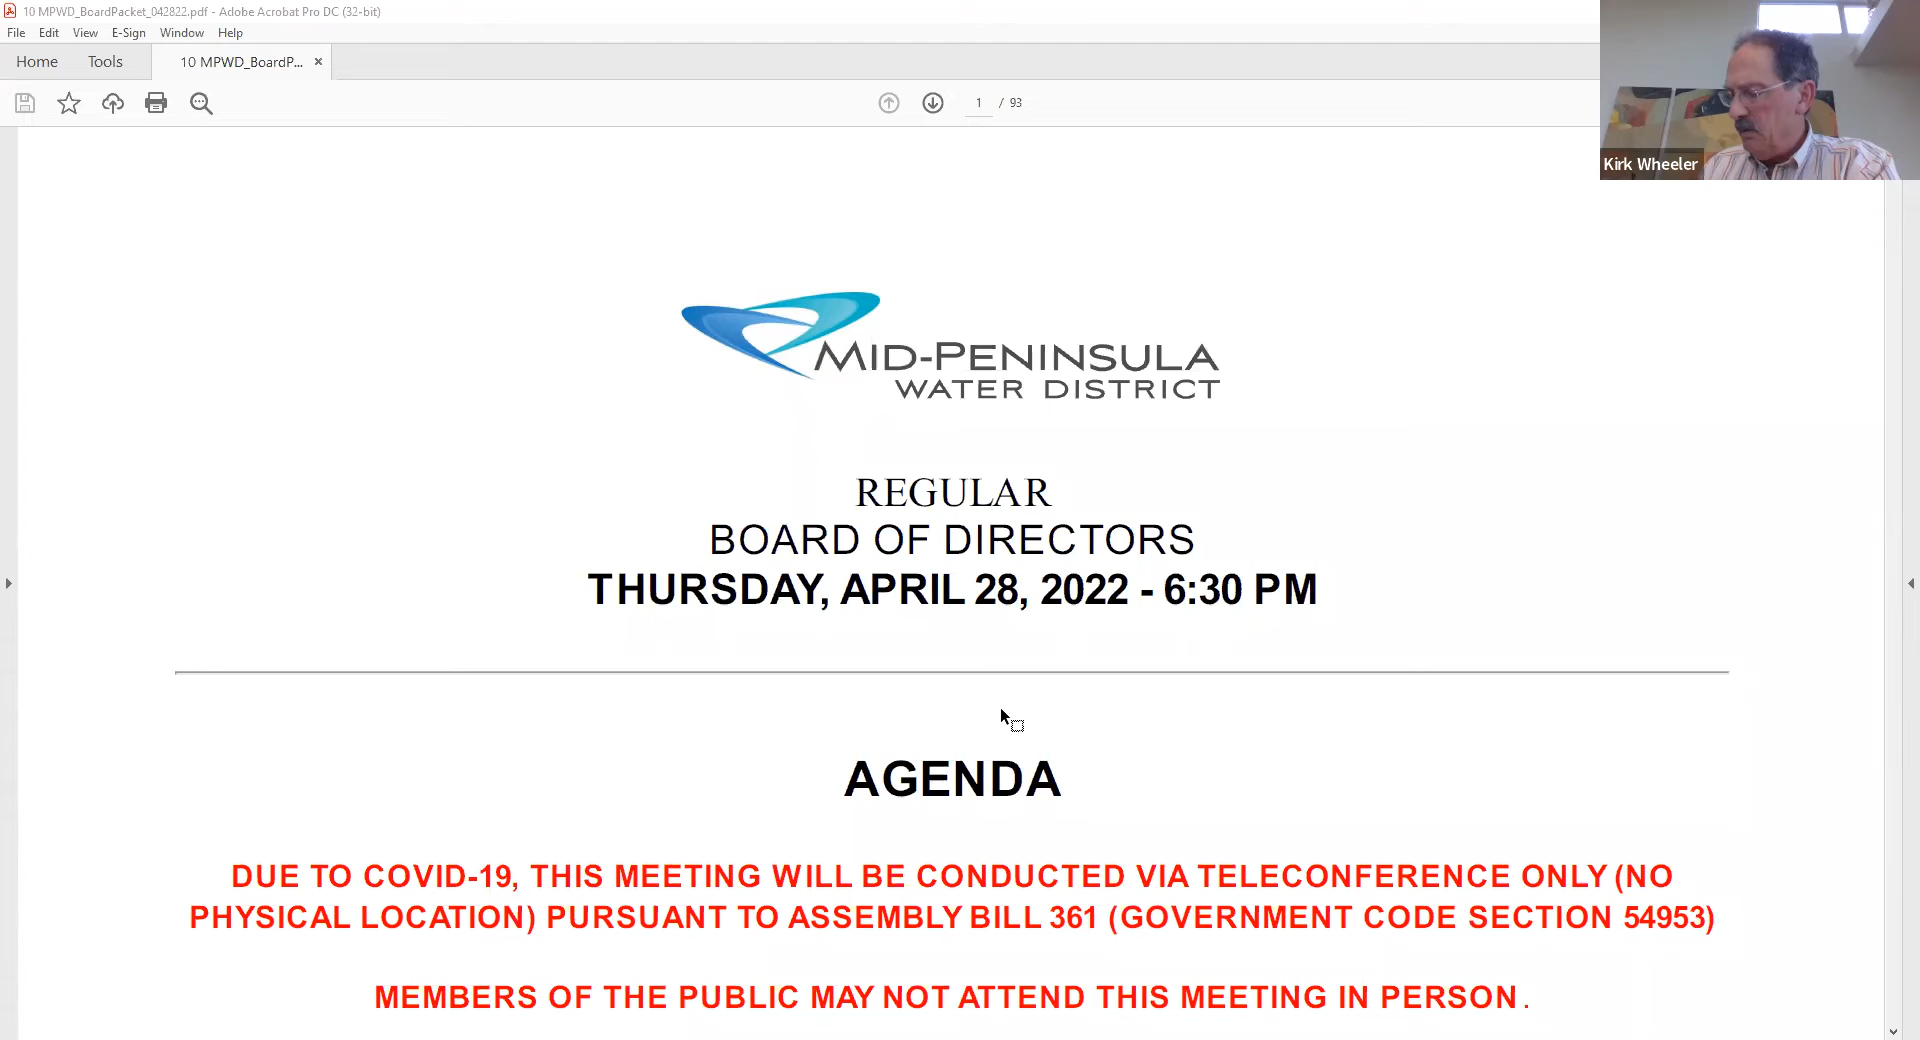 10 MPWD_BoardPacket_042822.pdf - Adobe Acrobat Pro DC (32-bit)
File Edit View E-Sign Window Help
Home Tools 10 MPWD_BoardP... ×
1 / 93
Kirk Wheeler
MID-PENINSULA
WATER DISTRICT
REGULAR
BOARD OF DIRECTORS
THURSDAY, APRIL 28, 2022 - 6:30 PM
AGENDA
DUE TO COVID-19, THIS MEETING WILL BE CONDUCTED VIA TELECONFERENCE ONLY (NO
PHYSICAL LOCATION) PURSUANT TO ASSEMBLY BILL 361 (GOVERNMENT CODE SECTION 54953)
MEMBERS OF THE PUBLIC MAY NOT ATTEND THIS MEETING IN PERSON.